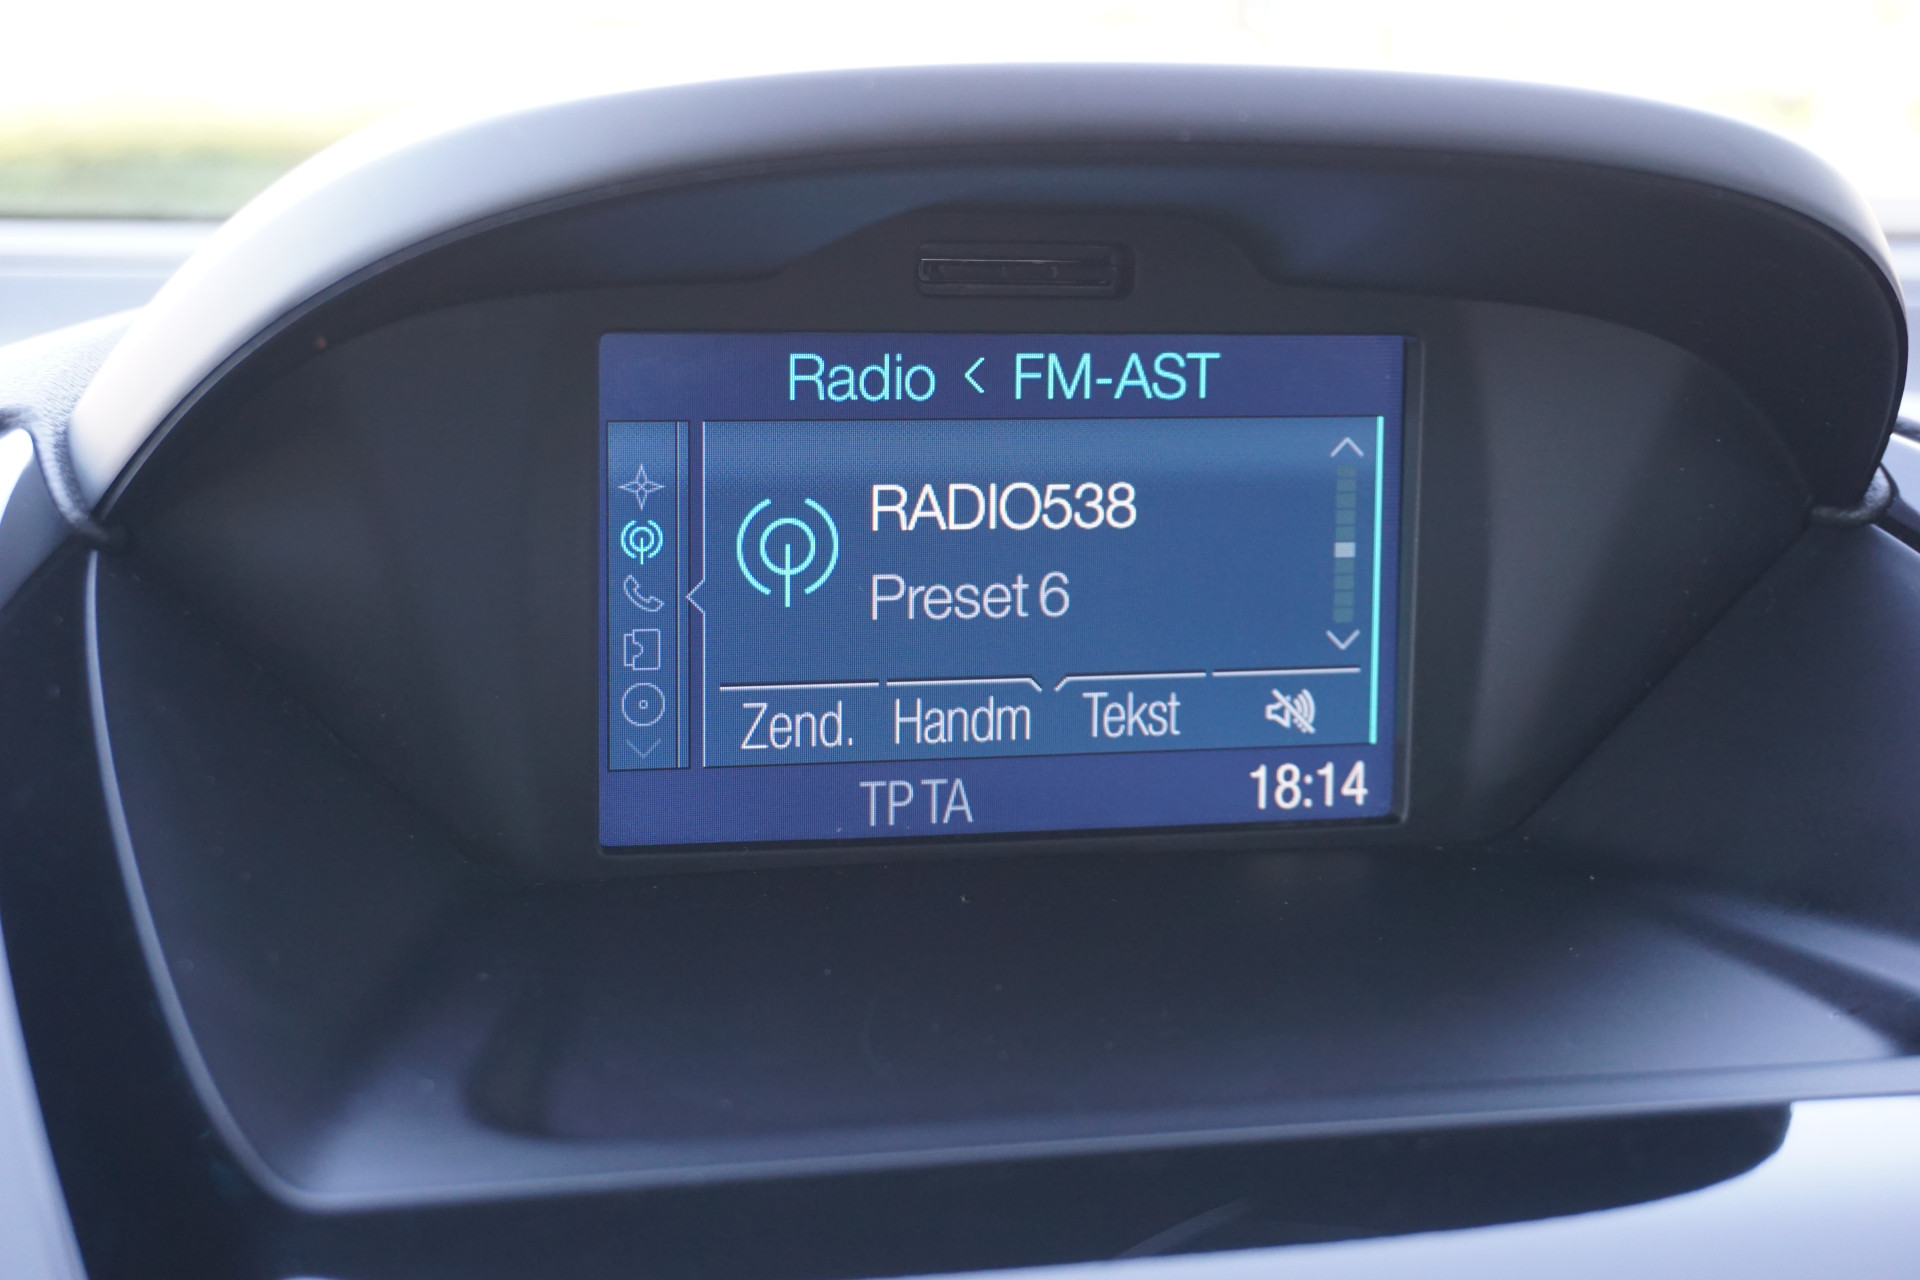 Radio < FM-AST
RADIO538
Preset 6
Zend. Handm Tekst
TP TA 18:14